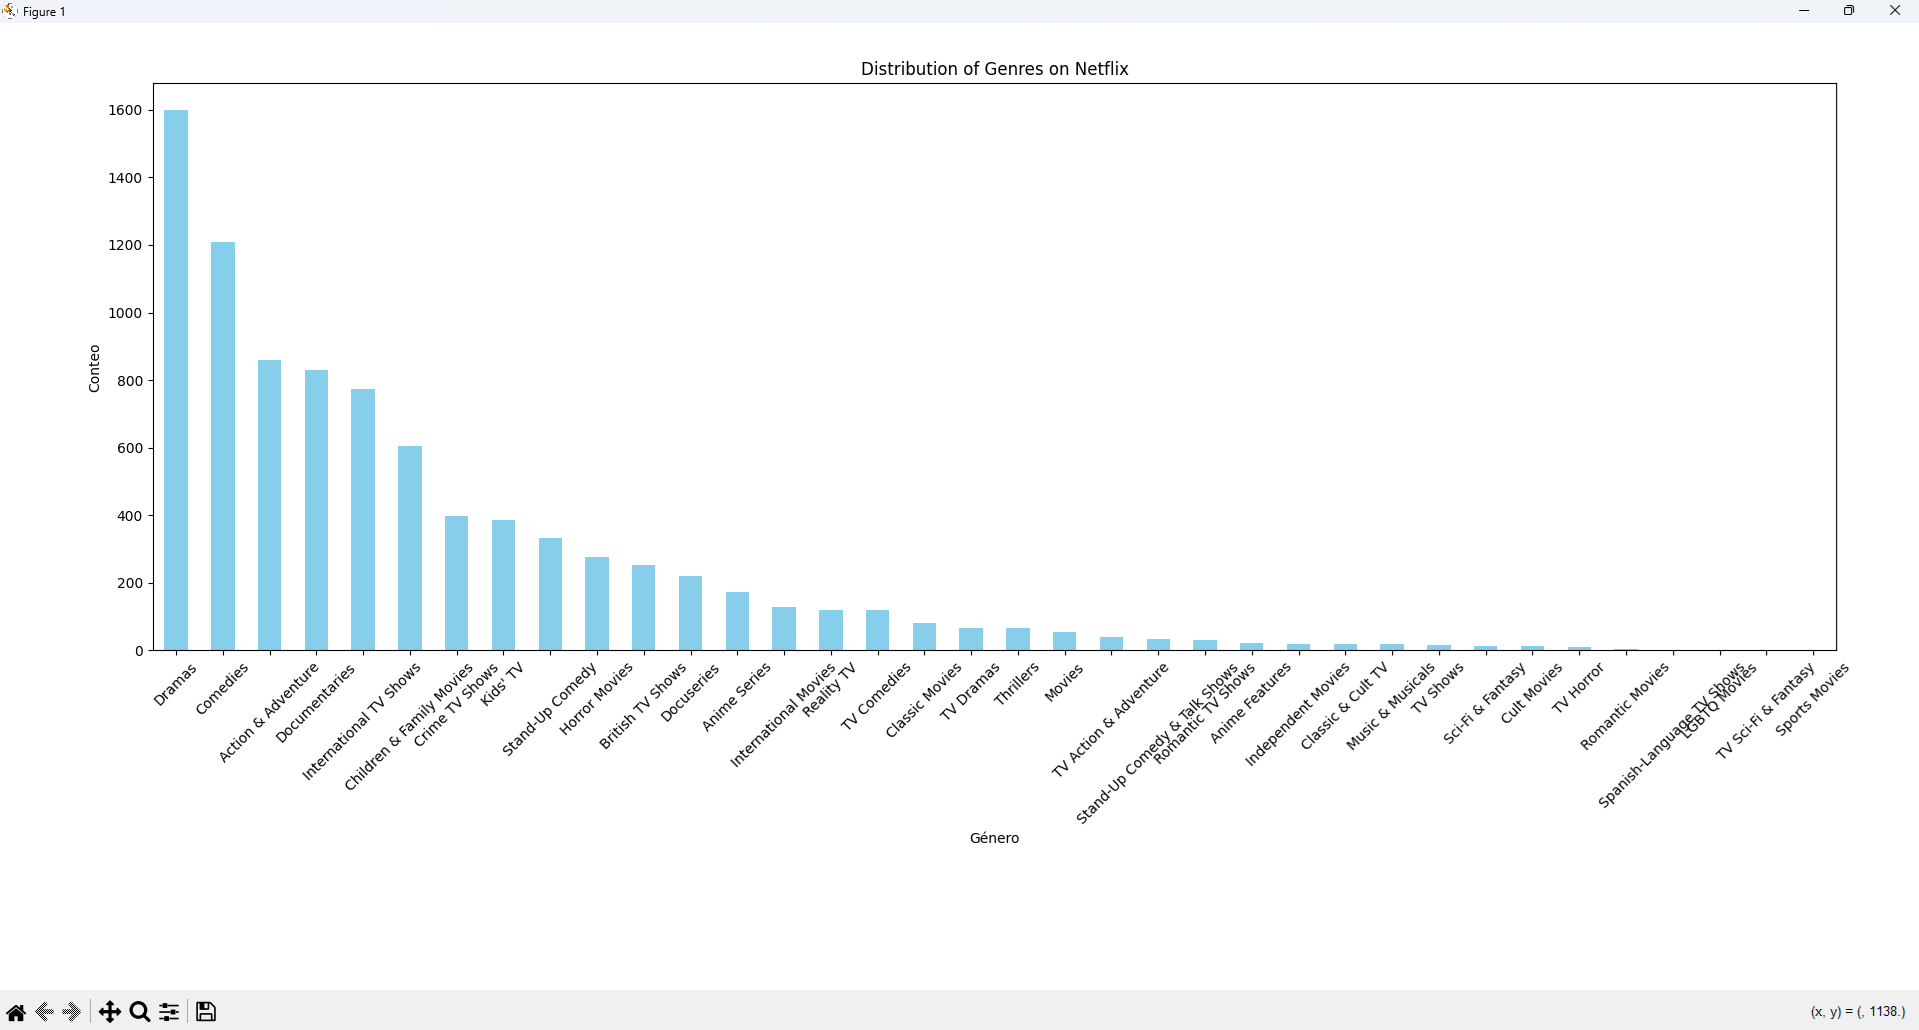 Figure 1
Distribution of Genres on Netflix
1600
1400
1200
1000
800
600
400
200
0
Conteo
Dramas
Comedies
Action & Adventure
Documentaries
International TV Shows
Children & Family Movies
Crime TV Shows
Kids' TV
Stand-Up Comedy
Horror Movies
British TV Shows
Docuseries
Anime Series
International Movies
Reality TV
TV Comedies
Classic Movies
TV Dramas
Thrillers
Movies
TV Action & Adventure
Stand-Up Comedy & Talk Shows
Romantic TV Shows
Anime Features
Independent Movies
Classic & Cult TV
Music & Musicals
TV Shows
Sci-Fi & Fantasy
Cult Movies
TV Horror
Romantic Movies
Spanish-Language TV Shows
LGBTQ Movies
TV Sci-Fi & Fantasy
Sports Movies
Género
(x, y) = (, 1138.)